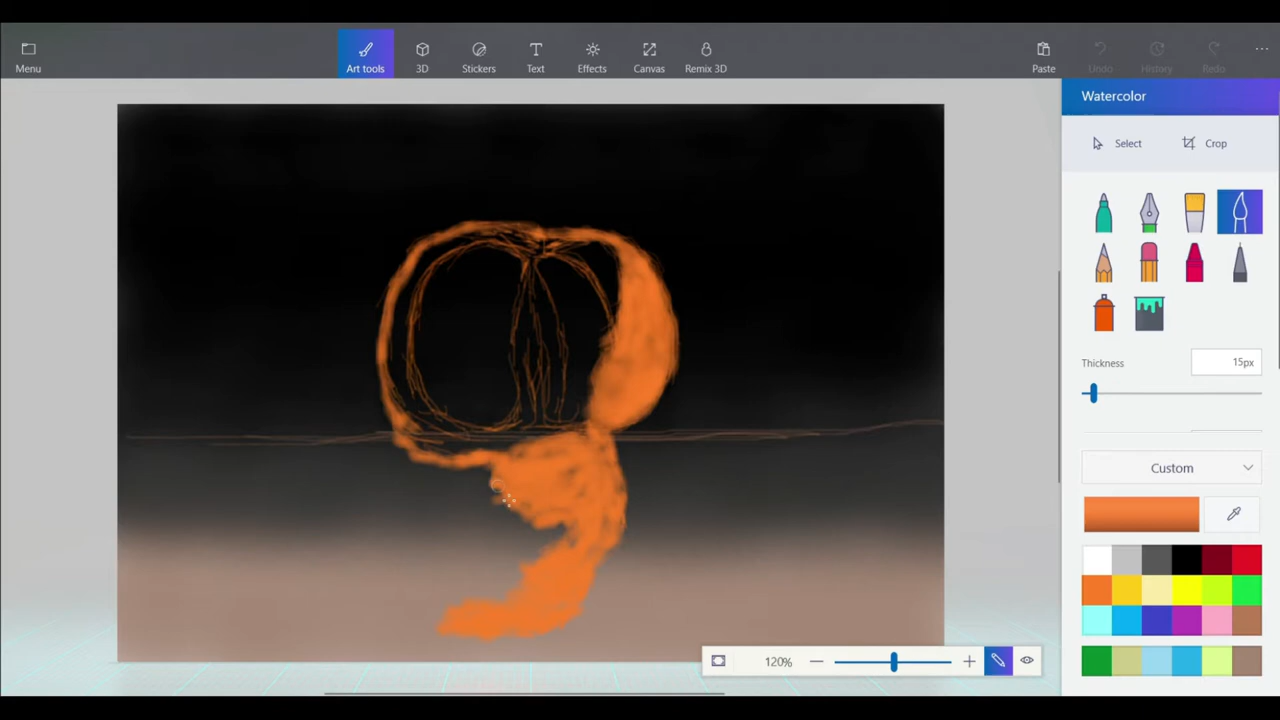 Menu
Art tools
3D
Stickers
Text
Effects
Canvas
Remix 3D
Paste
Undo
History
Redo
Watercolor
Select
Crop
Thickness
15px
Custom
120%